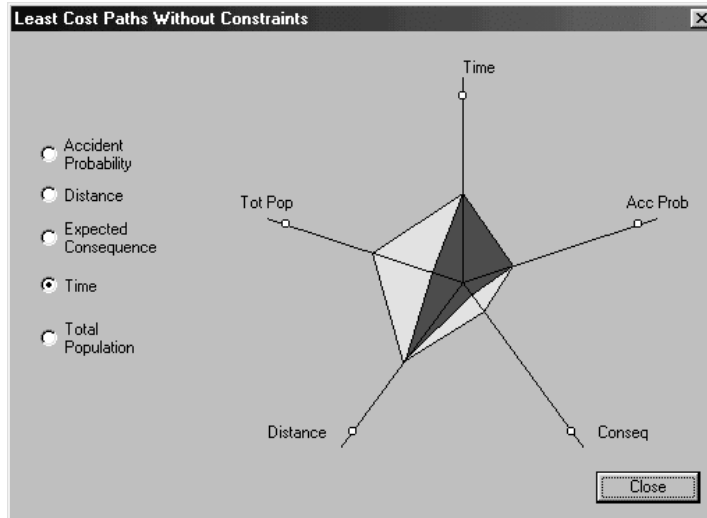 Least Cost Paths Without Constraints
Time
Accident
Probability
Distance
Expected
Consequence
Time
Total
Population
Tot Pop
Acc Prob
Distance
Conseq
Close